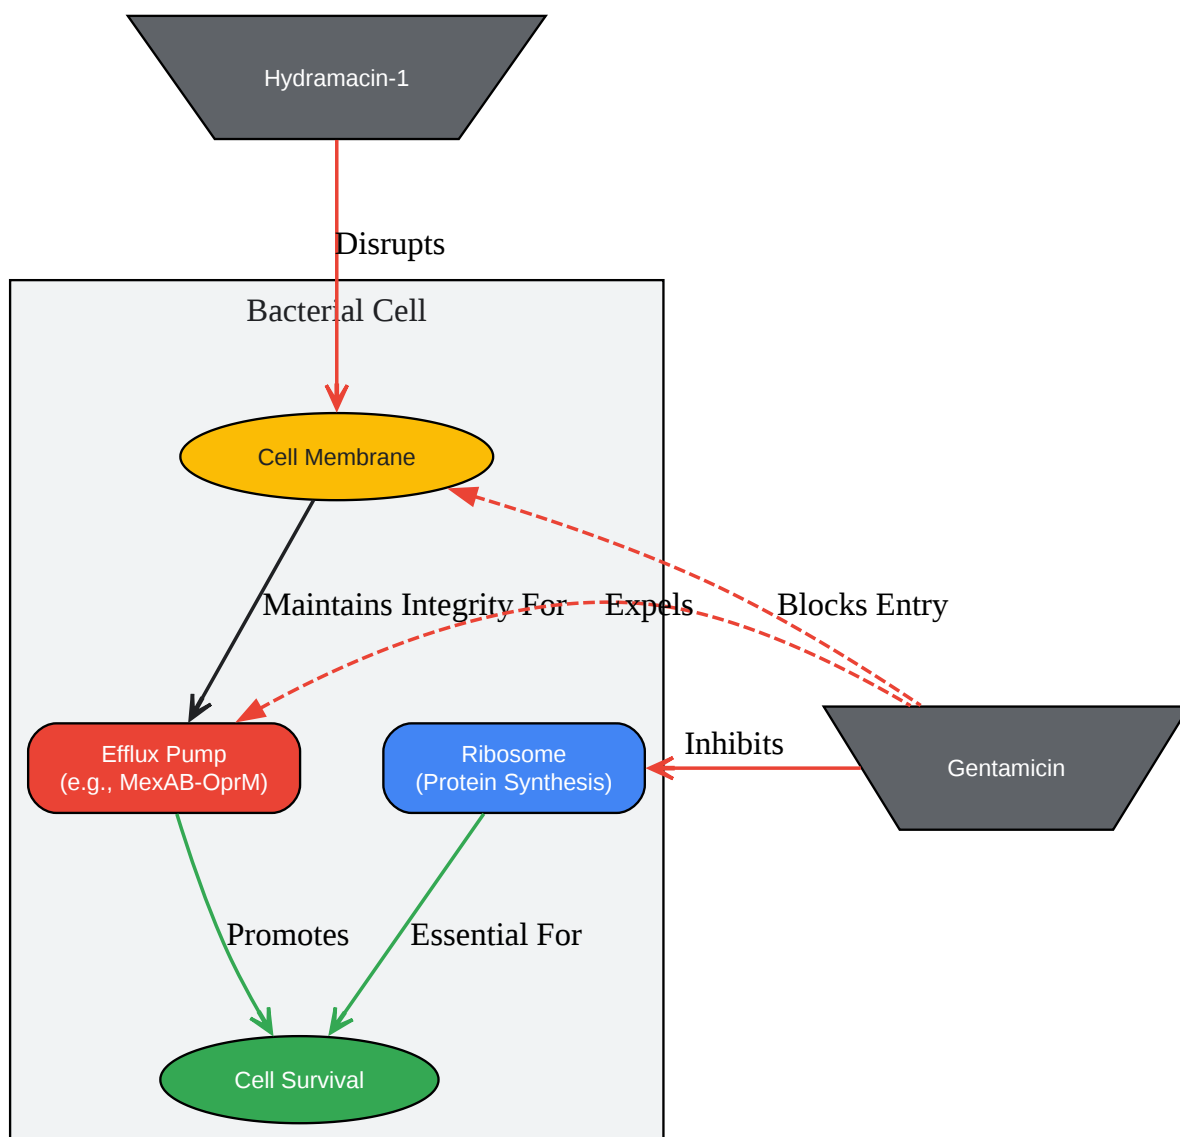 Hydramacin-1
Disrupts
Bacterial Cell
Cell Membrane
Maintains Integrity For
Expels
Blocks Entry
Efflux Pump
(e.g., MexAB-OprM)
Ribosome
(Protein Synthesis)
Inhibits
Gentamicin
Promotes
Essential For
Cell Survival